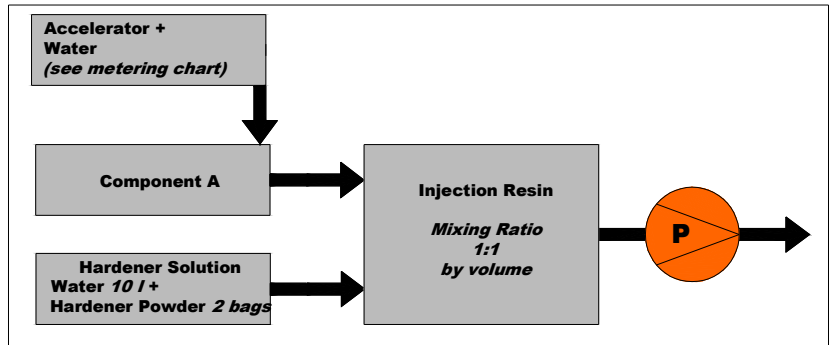 Accelerator +
Water
(see metering chart)
Component A
Injection Resin
Mixing Ratio
1:1
by volume
P
Hardener Solution
Water 10 l +
Hardener Powder 2 bags